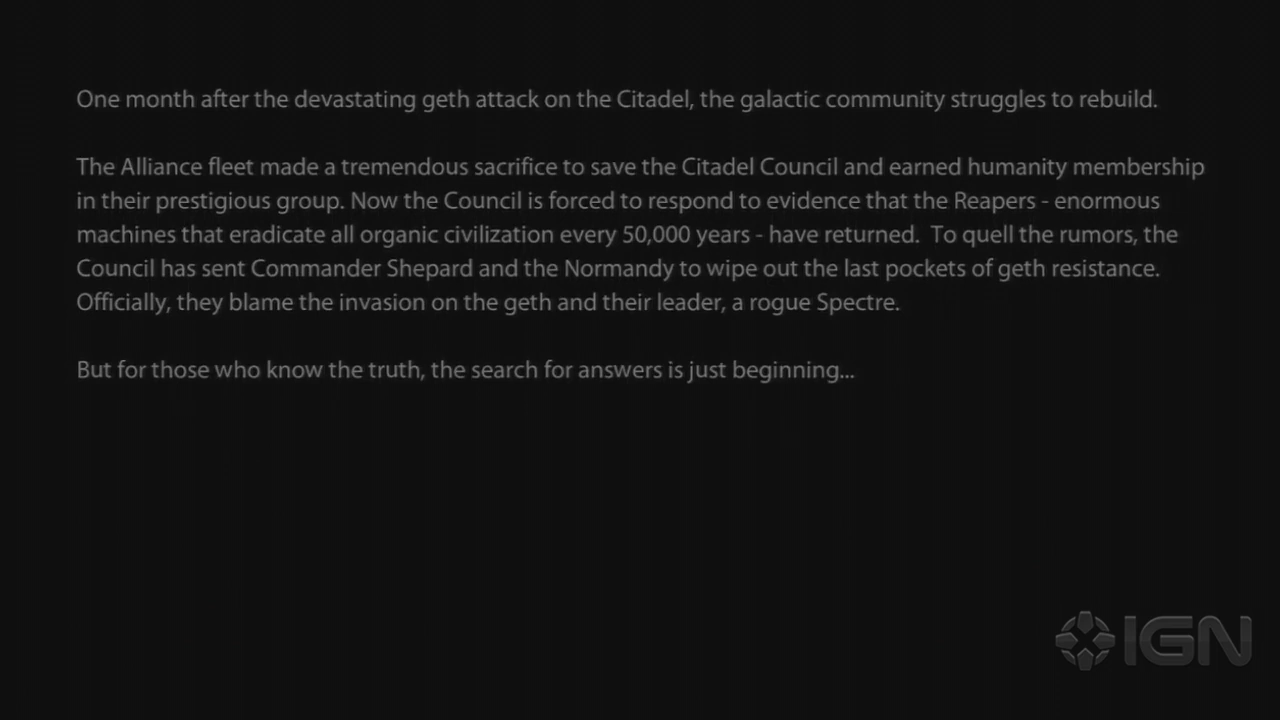 One month after the devastating geth attack on the Citadel, the galactic community struggles to rebuild.
The Alliance fleet made a tremendous sacrifice to save the Citadel Council and earned humanity membership
in their prestigious group. Now the Council is forced to respond to evidence that the Reapers - enormous
machines that eradicate all organic civilization every 50,000 years - have returned.  To quell the rumors, the
Council has sent Commander Shepard and the Normandy to wipe out the last pockets of geth resistance.
Officially, they blame the invasion on the geth and their leader, a rogue Spectre.
But for those who know the truth, the search for answers is just beginning...
IGN